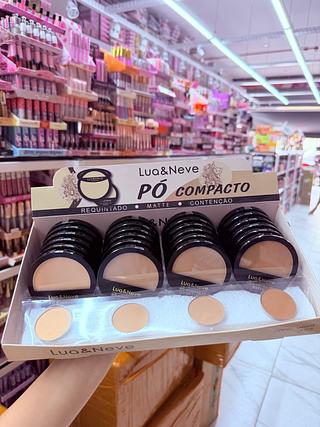 Lua&Neve
PÓ COMPACTO
REQUINTADO • MATTE • CONTENÇÃO
Lua&Neve
Lua&Neve
Lua&Neve